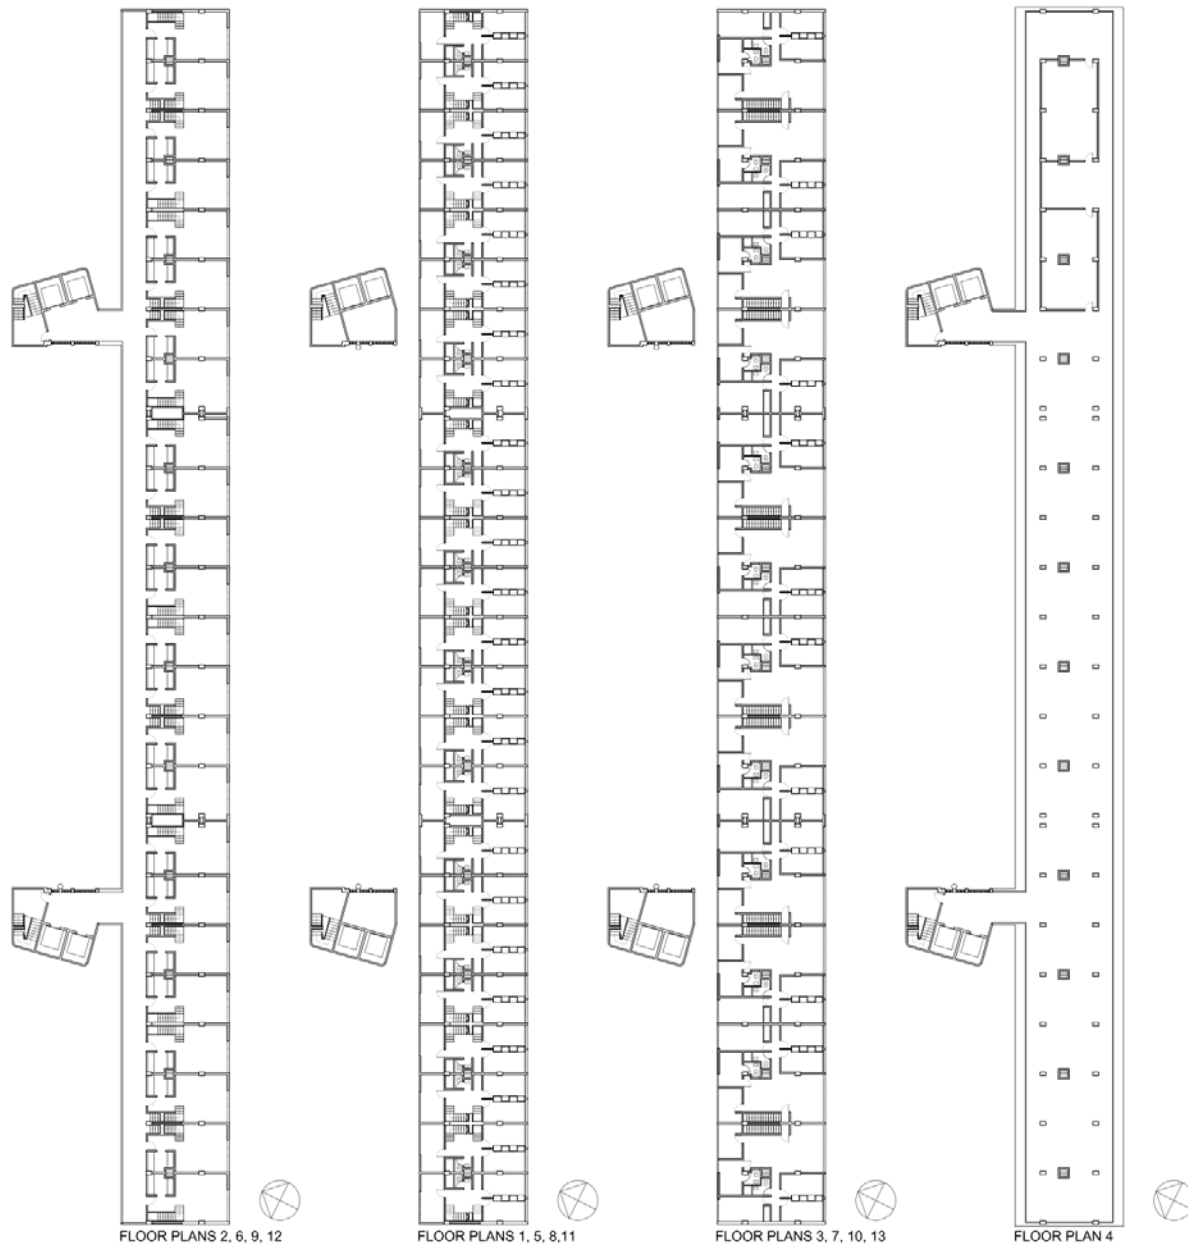 FLOOR PLANS 2, 6, 9, 12
FLOOR PLANS 1, 5, 8,11
FLOOR PLANS 3, 7, 10, 13
FLOOR PLAN 4